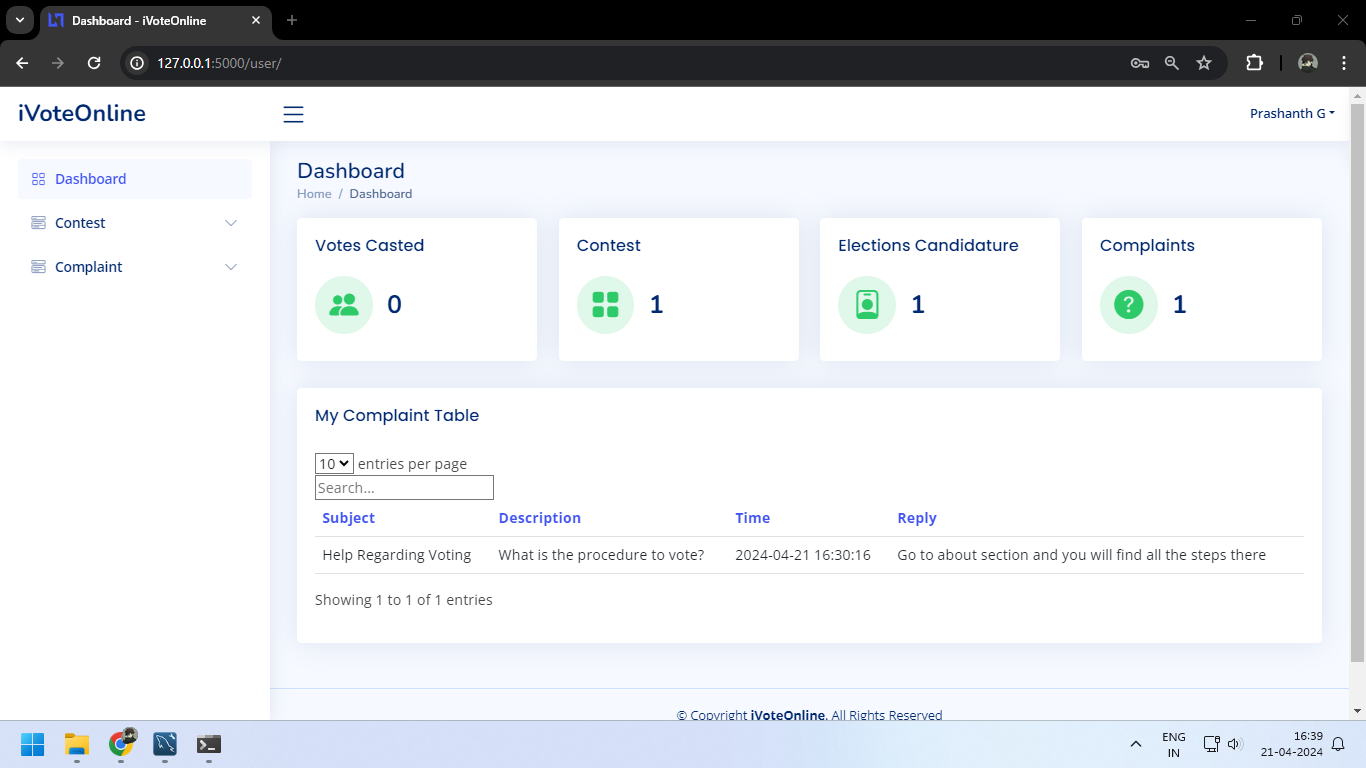 Dashboard - iVoteOnline
127.0.0.1:5000/user/
iVoteOnline
Prashanth G
Dashboard
Contest
Complaint
Dashboard
Home / Dashboard
Votes Casted
0
Contest
1
Elections Candidature
1
Complaints
? 1
My Complaint Table
10 entries per page
Search...
Subject Description Time Reply
Help Regarding Voting What is the procedure to vote? 2024-04-21 16:30:16 Go to about section and you will find all the steps there
Showing 1 to 1 of 1 entries
© Copyright iVoteOnline. All Rights Reserved
ENG
IN
16:39
21-04-2024